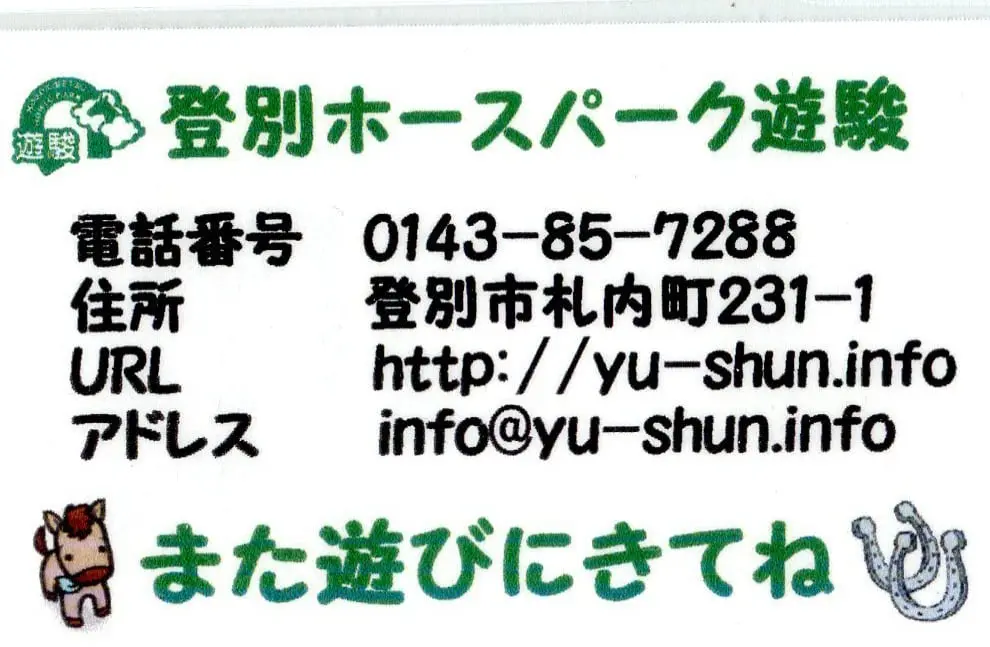 遊駿
登別ホースパーク遊駿
電話番号 0143-85-7288
住所 登別市札内町231-1
URL http://yu-shun.info
アドレス info@yu-shun.info
また遊びにきてね